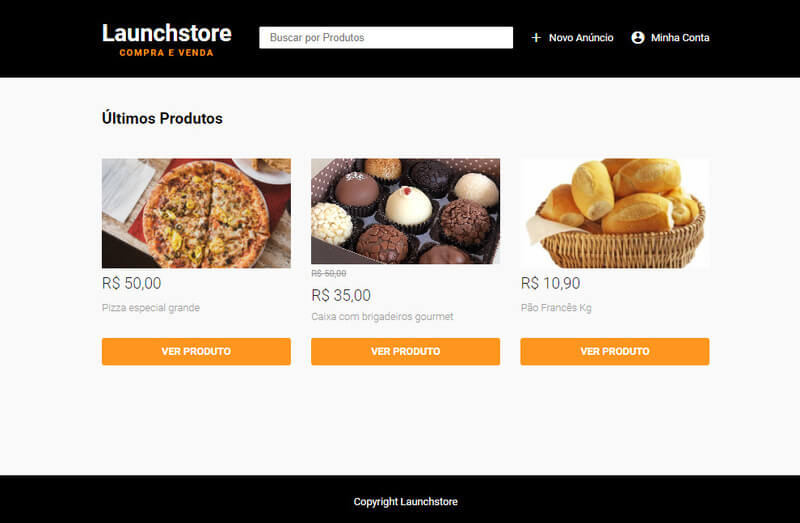 Launchstore
COMPRA E VENDA
Buscar por Produtos
Novo Anúncio
Minha Conta
Últimos Produtos
R$ 50,00
Pizza especial grande
VER PRODUTO
R$ 50,00
R$ 35,00
Caixa com brigadeiros gourmet
VER PRODUTO
R$ 10,90
Pão Francês Kg
VER PRODUTO
Copyright Launchstore